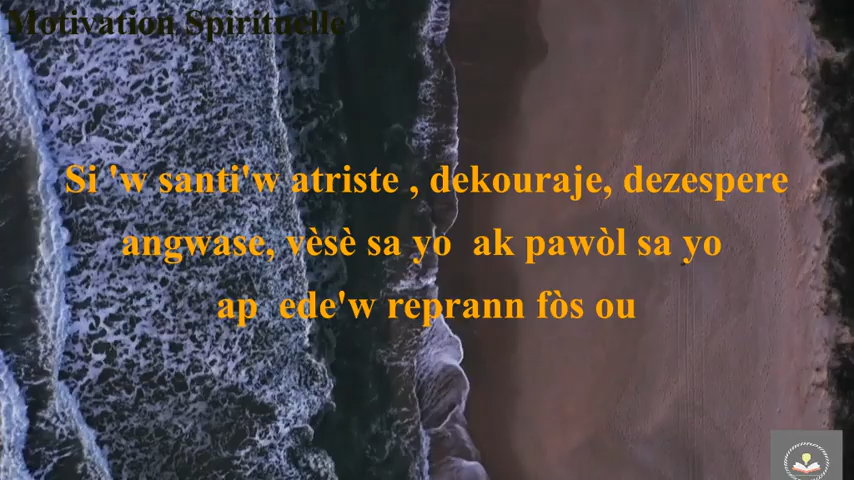 Motivation Spirituelle
Si 'w santi'w atriste , dekouraje, dezespere
angwase, vèsè sa yo ak pawòl sa yo
ap ede'w reprann fòs ou